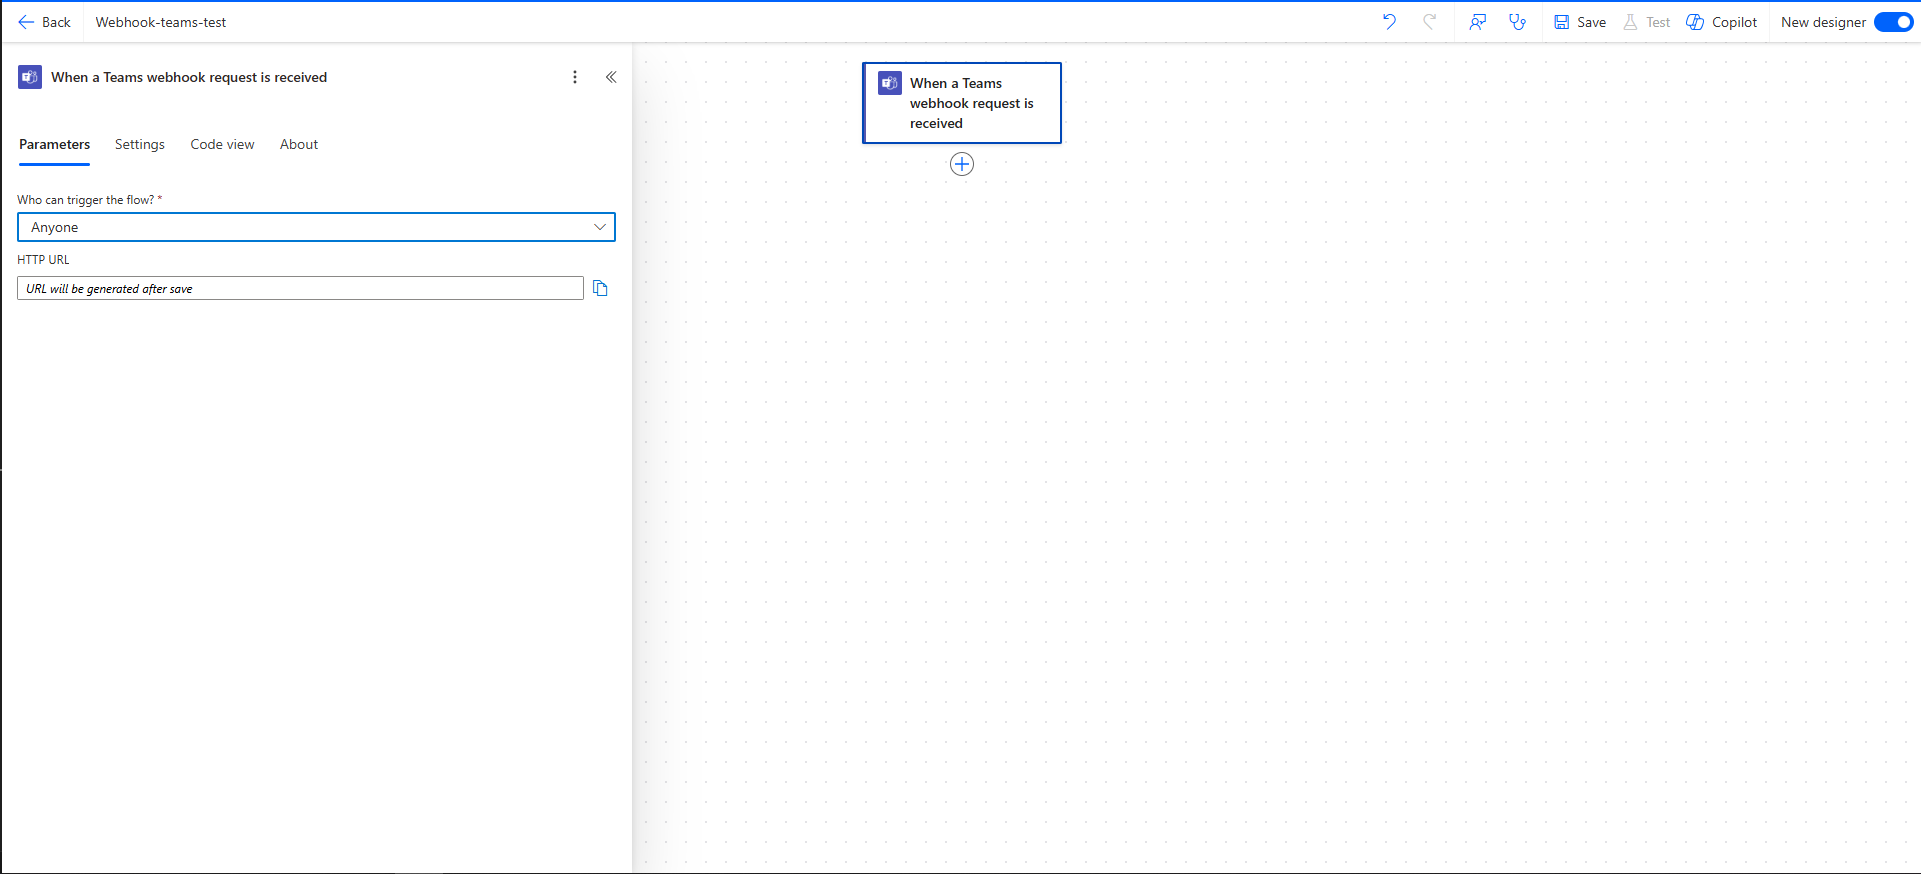 Back
Webhook-teams-test
Save
Test
Copilot
New designer
When a Teams webhook request is received
Parameters
Settings
Code view
About
Who can trigger the flow? *
Anyone
HTTP URL
URL will be generated after save
When a Teams
webhook request is
received